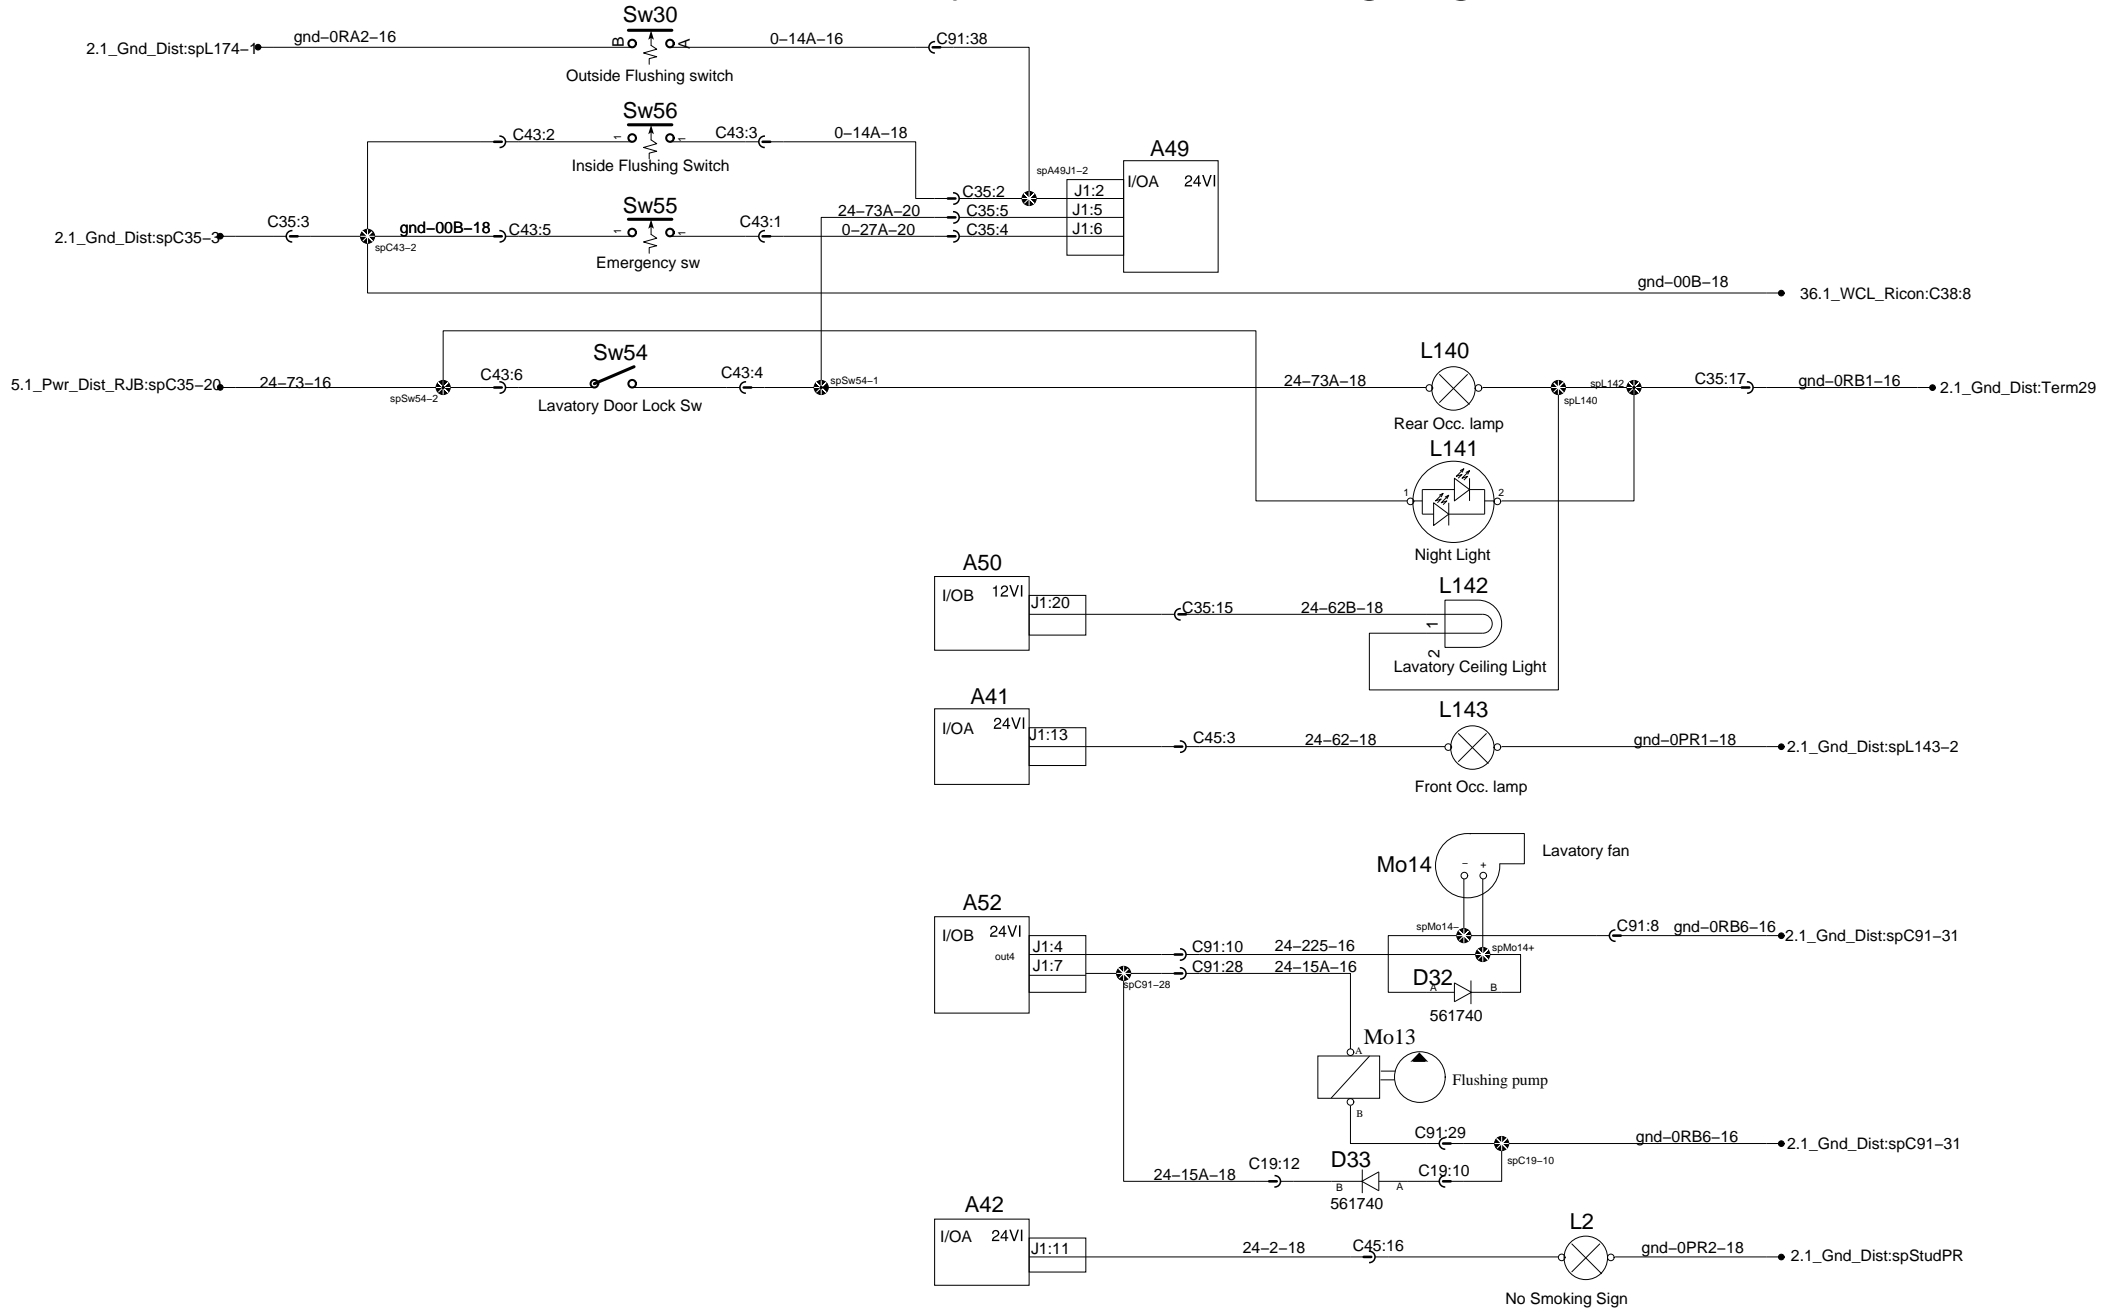 Sw30
gnd-0RA2-16
2.1_Gnd_Dist:spL174-1
B
A
0-14A-16
C91:38
Outside Flushing switch
Sw56
C43:2
1
1
C43:3
0-14A-18
Inside Flushing Switch
A49
spA49J1-2
I/OA 24VI
C35:2
J1:2
Sw55
24-73A-20
C35:5
J1:5
C35:3
gnd-00B-18
C43:5
1
1
C43:1
0-27A-20
C35:4
J1:6
2.1_Gnd_Dist:spC35-3
spC43-2
Emergency sw
gnd-00B-18
36.1_WCL_Ricon:C38:8
Sw54
L140
5.1_Pwr_Dist_RJB:spC35-20
24-73-16
C43:6
C43:4
spSw54-1
24-73A-18
spL142
C35:17
gnd-0RB1-16
2.1_Gnd_Dist:Term29
spSw54-2
Lavatory Door Lock Sw
spL140
Rear Occ. lamp
L141
1
2
Night Light
A50
L142
I/OB 12VI
J1:20
C35:15
24-62B-18
1
2
Lavatory Ceiling Light
A41
L143
I/OA 24VI
J1:13
C45:3
24-62-18
gnd-0PR1-18
2.1_Gnd_Dist:spL143-2
Front Occ. lamp
Mo14
- +
Lavatory fan
A52
I/OB 24VI
spMo14-
C91:8
gnd-0RB6-16
2.1_Gnd_Dist:spC91-31
out4
J1:4
C91:10
24-225-16
spMo14+
J1:7
C91:28
24-15A-16
spC91-28
D32
A
B
561740
Mo13
A
Flushing pump
B
C91:29
gnd-0RB6-16
2.1_Gnd_Dist:spC91-31
spC19-10
24-15A-18
C19:12
D33
B
A
C19:10
561740
A42
L2
I/OA 24VI
J1:11
24-2-18
C45:16
gnd-0PR2-18
2.1_Gnd_Dist:spStudPR
No Smoking Sign